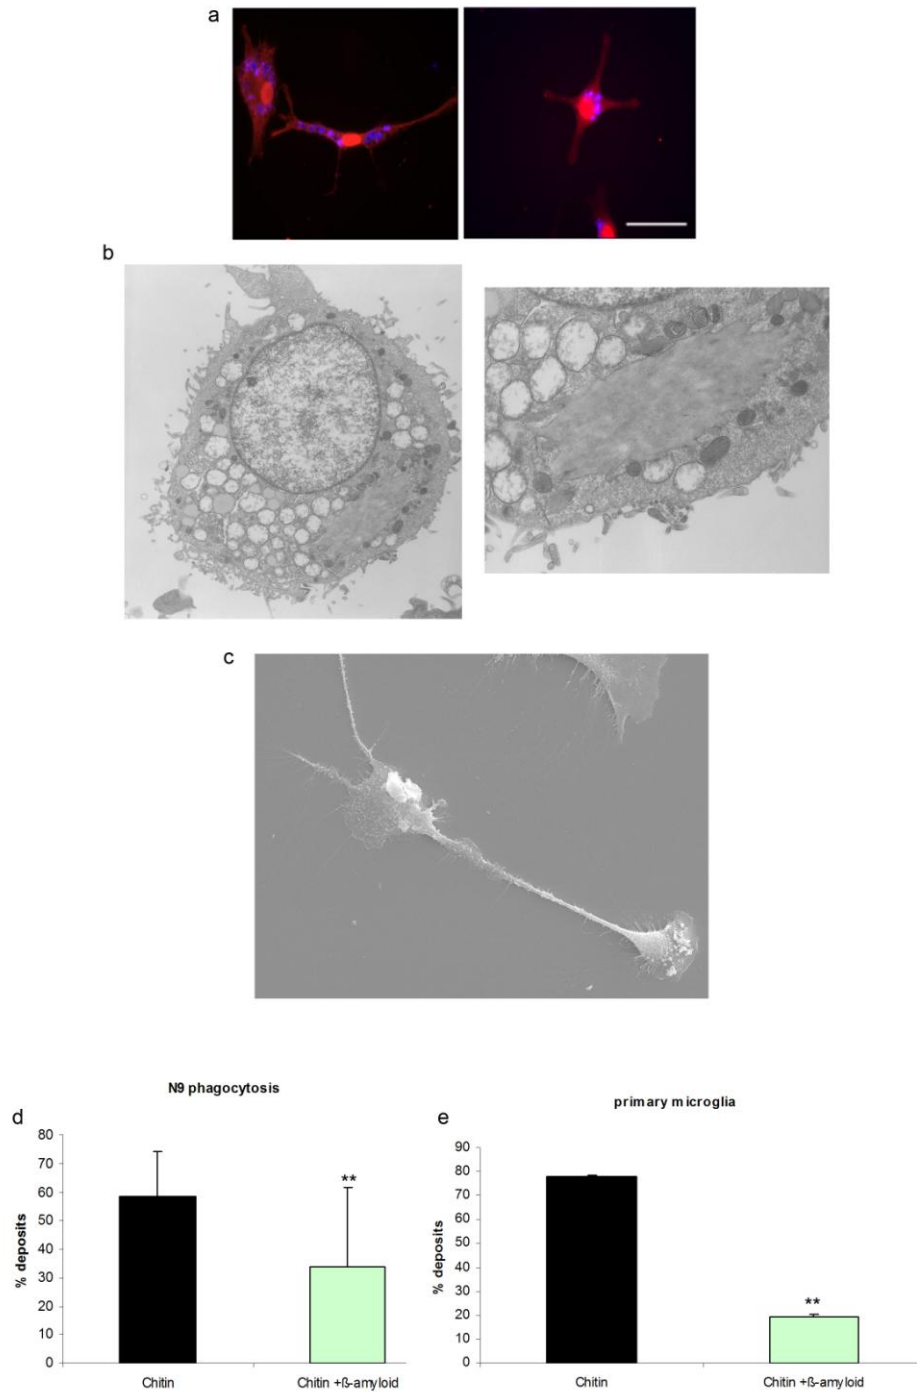 a
b
c
N9 phagocytosis
primary microglia
d
e
80
70
60
50
40
30
20
10
0
% deposits
**
Chitin
Chitin +ß-amyloid
90
80
70
60
50
40
30
20
10
0
% deposits
**
Chitin
Chitin +ß-amyloid